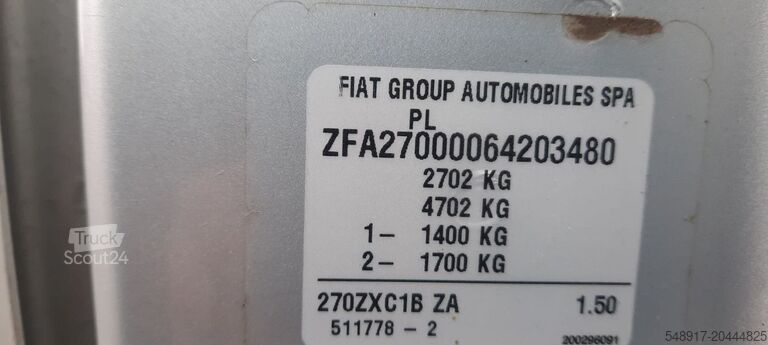 FIAT GROUP AUTOMOBILES SPA
PL
ZFA27000064203480
2702 KG
4702 KG
1- 1400 KG
2- 1700 KG
270ZXC1B ZA 1.50
511778 - 2
200296091
Truck
Scout24
548917-20444825